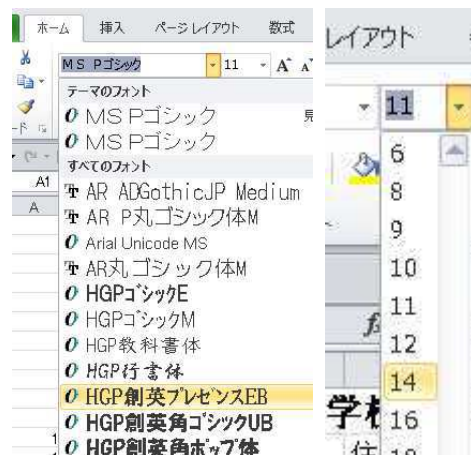 ホーム 挿入 ページ レイアウト 数式
ＭＳ Ｐゴシック 11 A A
テーマのフォント
MS Pゴシック 見
MS Pゴシック
すべてのフォント
A1
A
AR ADGothicJP Medium
AR P丸ゴシック体M
Arial Unicode MS
AR丸ゴシック体M
HGPゴシックE
HGPゴシックM
HGP教科書体
HGP行書体
HGP創英プレゼンスEB
HGP創英角ゴシックUB
1
HGP創英角ポップ体
レイアウト
11
6
8
9
10
11
12
14
16
学校
住
18